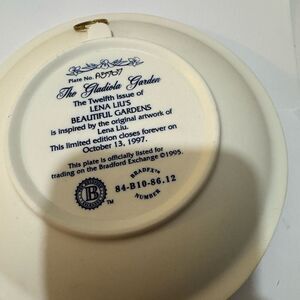 Plate No.
The Gladiola Garden
The Twelfth Issue of
LENA LIU'S
BEAUTIFUL GARDENS
is inspired by the original artwork of
Lena Liu.
This limited edition closes forever on
October 13, 1997.
This plate is officially listed for
trading on the Bradford Exchange ©1995.
B
™
BRADEX™
84-B10-86.12
NUMBER